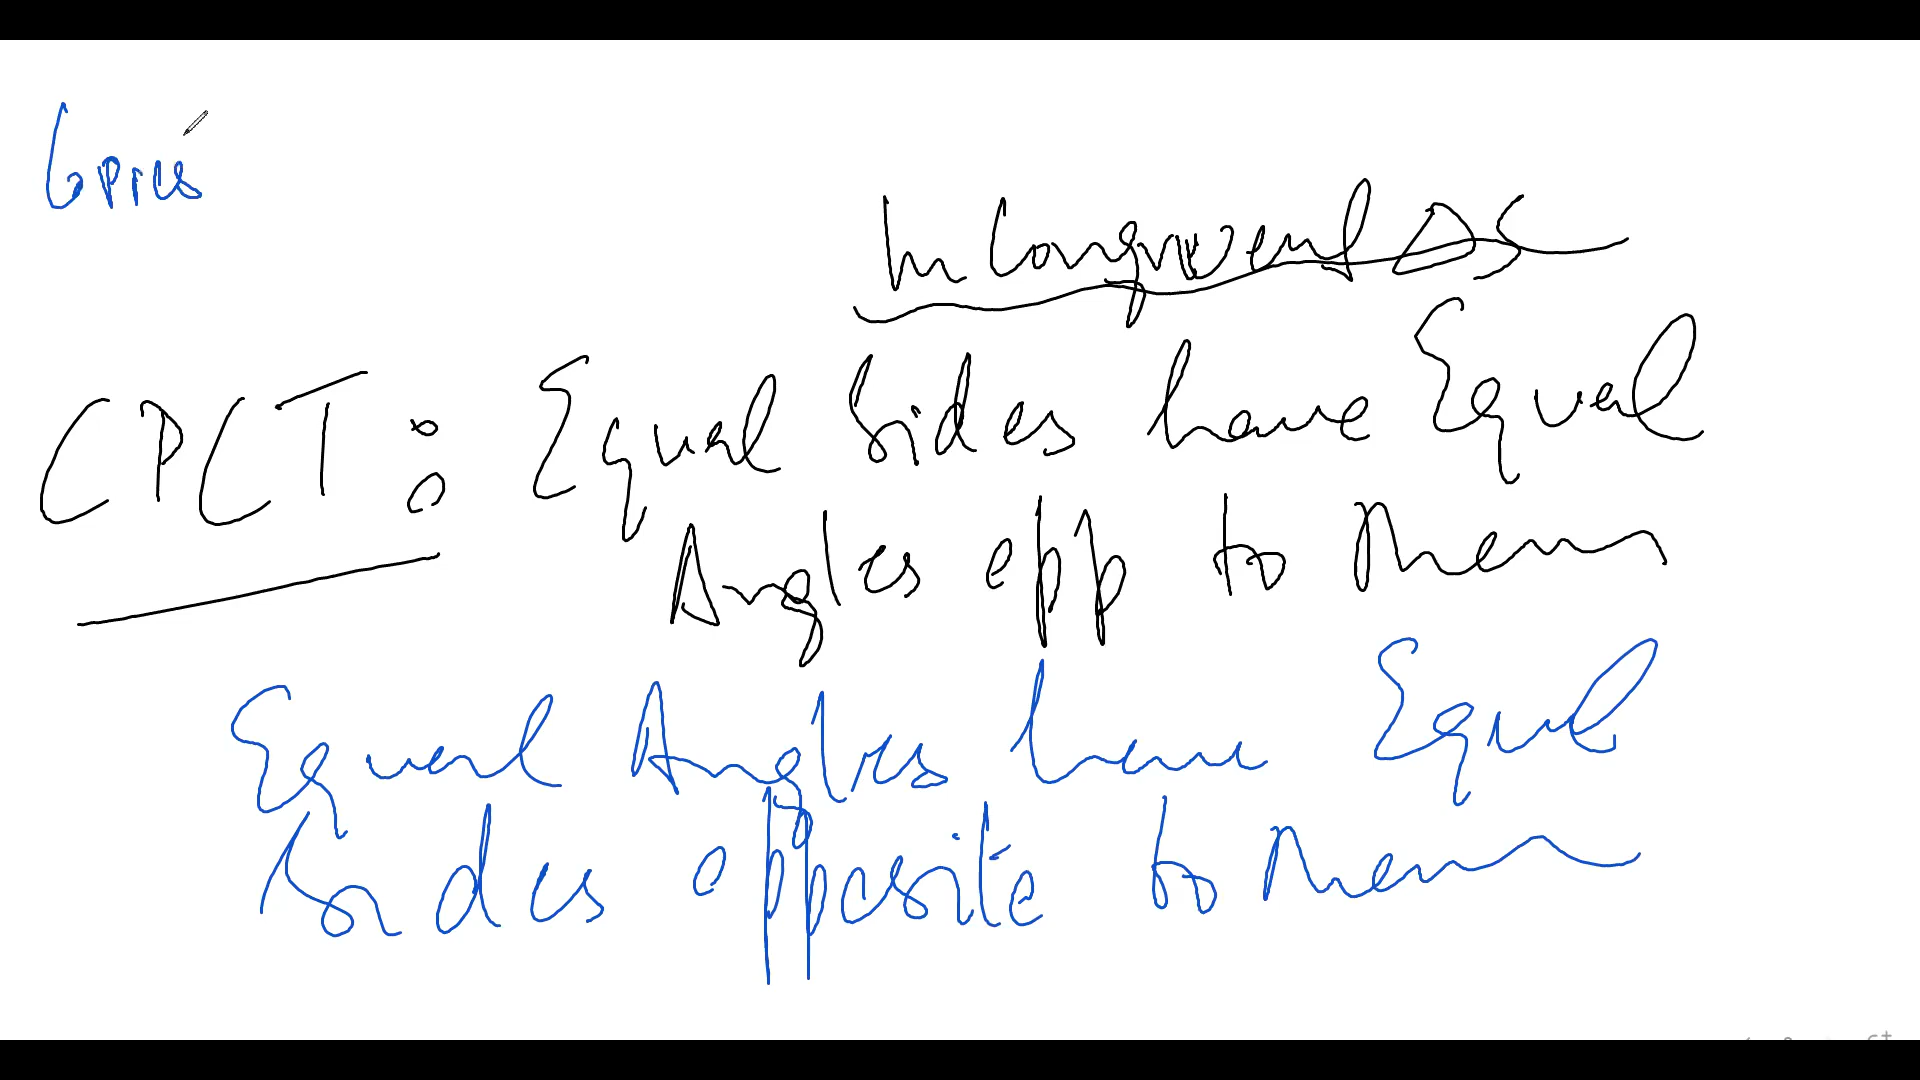 In Congruent Δs
CPCT : Equal Sides have Equal
Angles opp to Them
Equal Angles have Equal
Sides opposite to Them